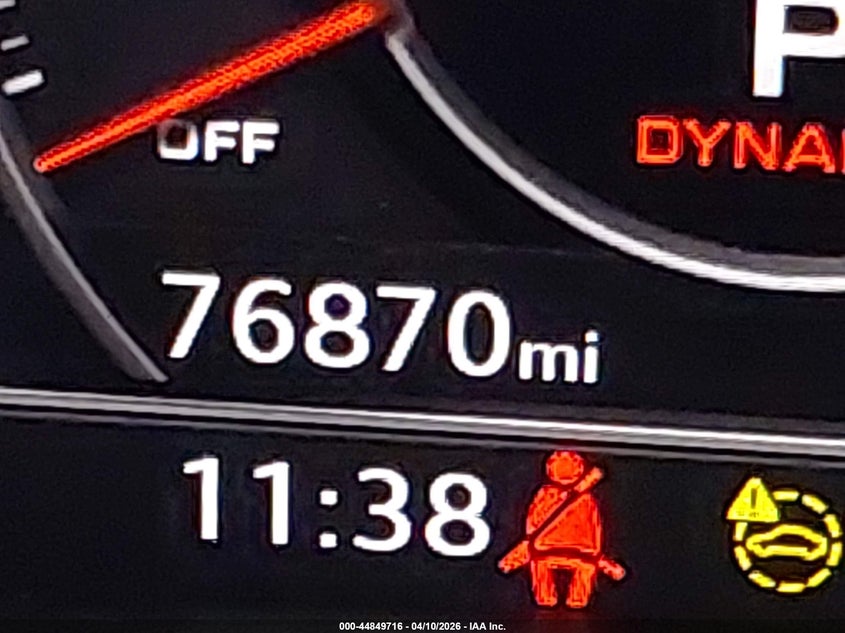 P
OFF
DYNA
76870mi
11:38
000-44849716 - 04/10/2026 - IAA Inc.